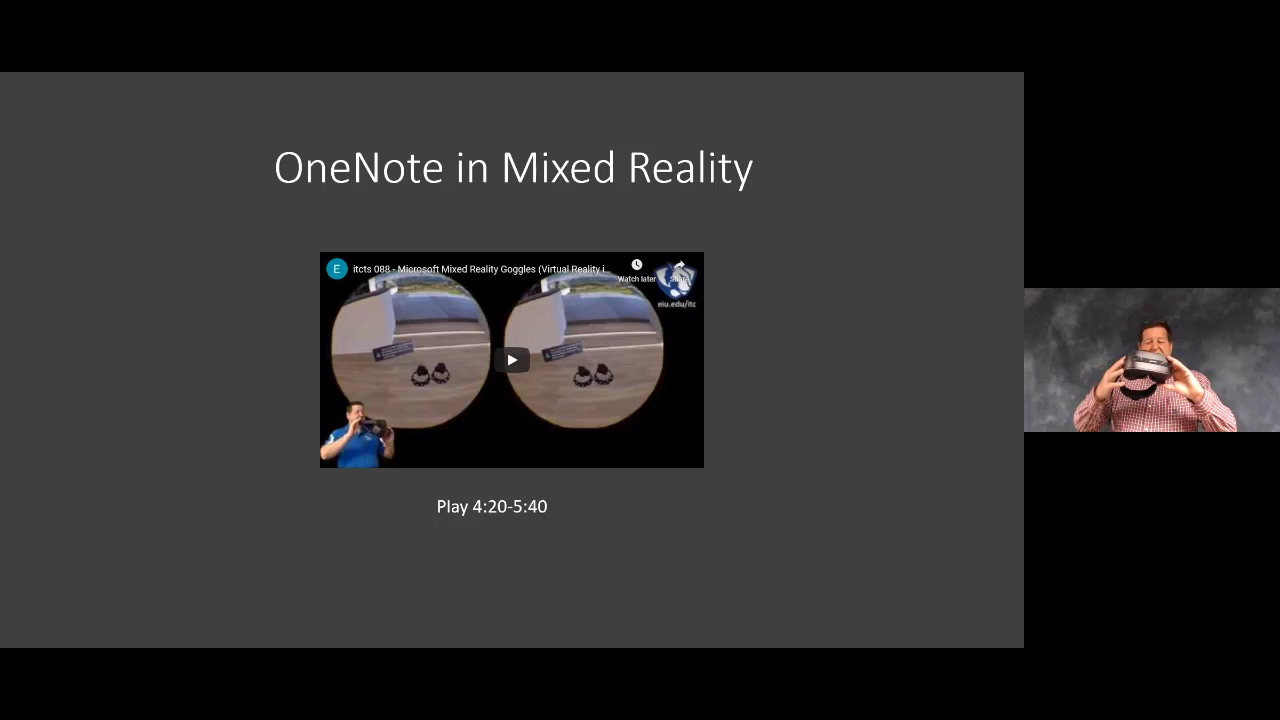 OneNote in Mixed Reality
E
itcts 088 - Microsoft Mixed Reality Goggles (Virtual Reality i...
Watch later
Share
eiu.edu/itc
Play 4:20-5:40